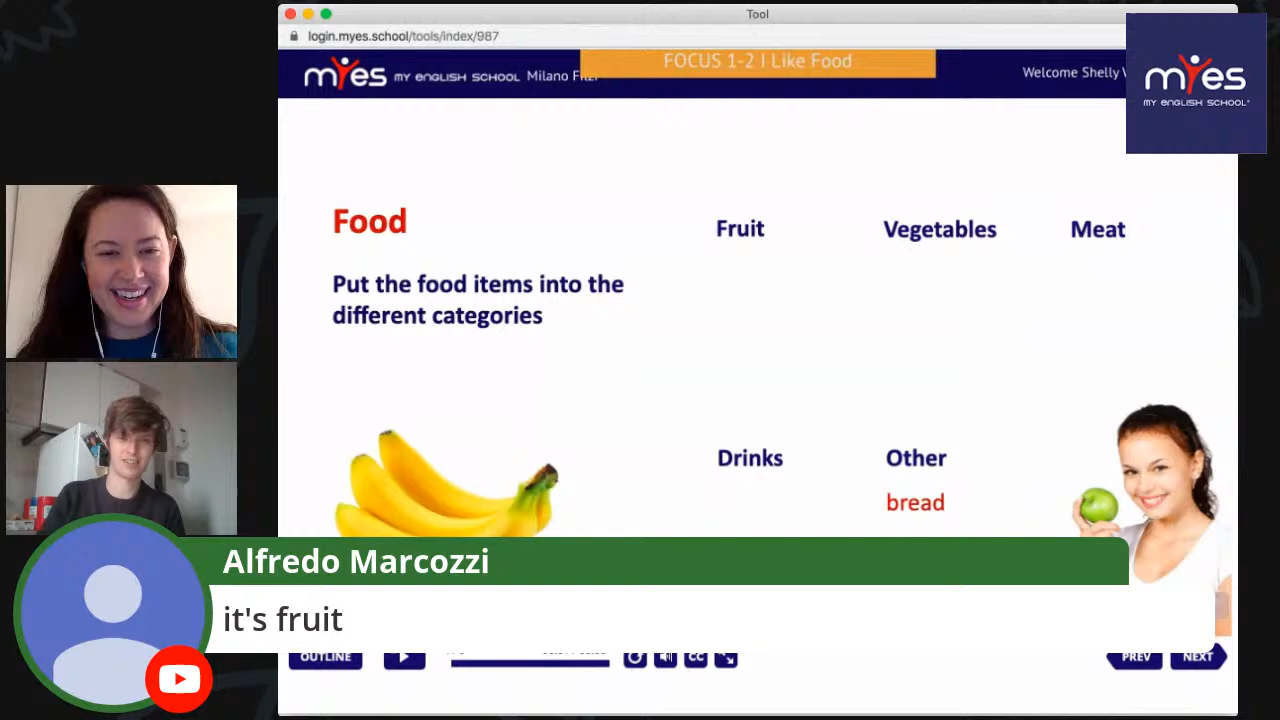 Tool
login.myes.school/tools/index/987
FOCUS 1-2 I Like Food
myes MY ENGLISH SCHOOL Milano
Welcome Shelly
myes
MY ENGLISH SCHOOL
Food
Fruit
Vegetables
Meat
Put the food items into the
different categories
Drinks
Other
bread
Alfredo Marcozzi
it's fruit
OUTLINE
CC
PREV
NEXT